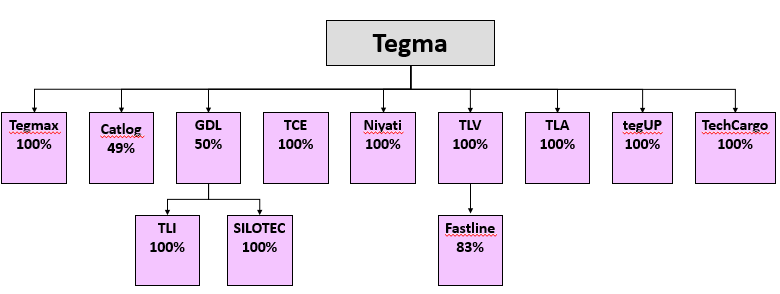 Tegma
Tegmax
100%
Catlog
49%
GDL
50%
TCE
100%
Niyati
100%
TLV
100%
TLA
100%
tegUP
100%
TechCargo
100%
TLI
100%
SILOTEC
100%
Fastline
83%